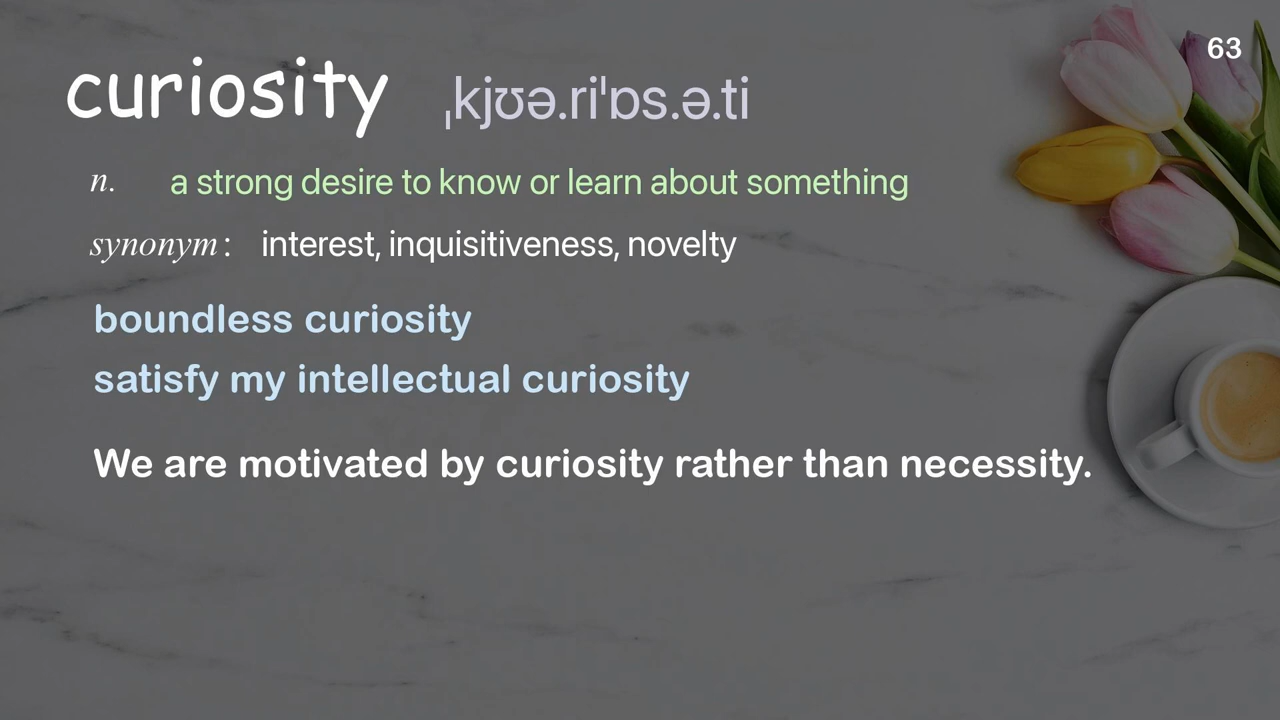 63
curiosity ˌkjʊə.riˈɒs.ə.ti
n. a strong desire to know or learn about something
synonym: interest, inquisitiveness, novelty
boundless curiosity
satisfy my intellectual curiosity
We are motivated by curiosity rather than necessity.